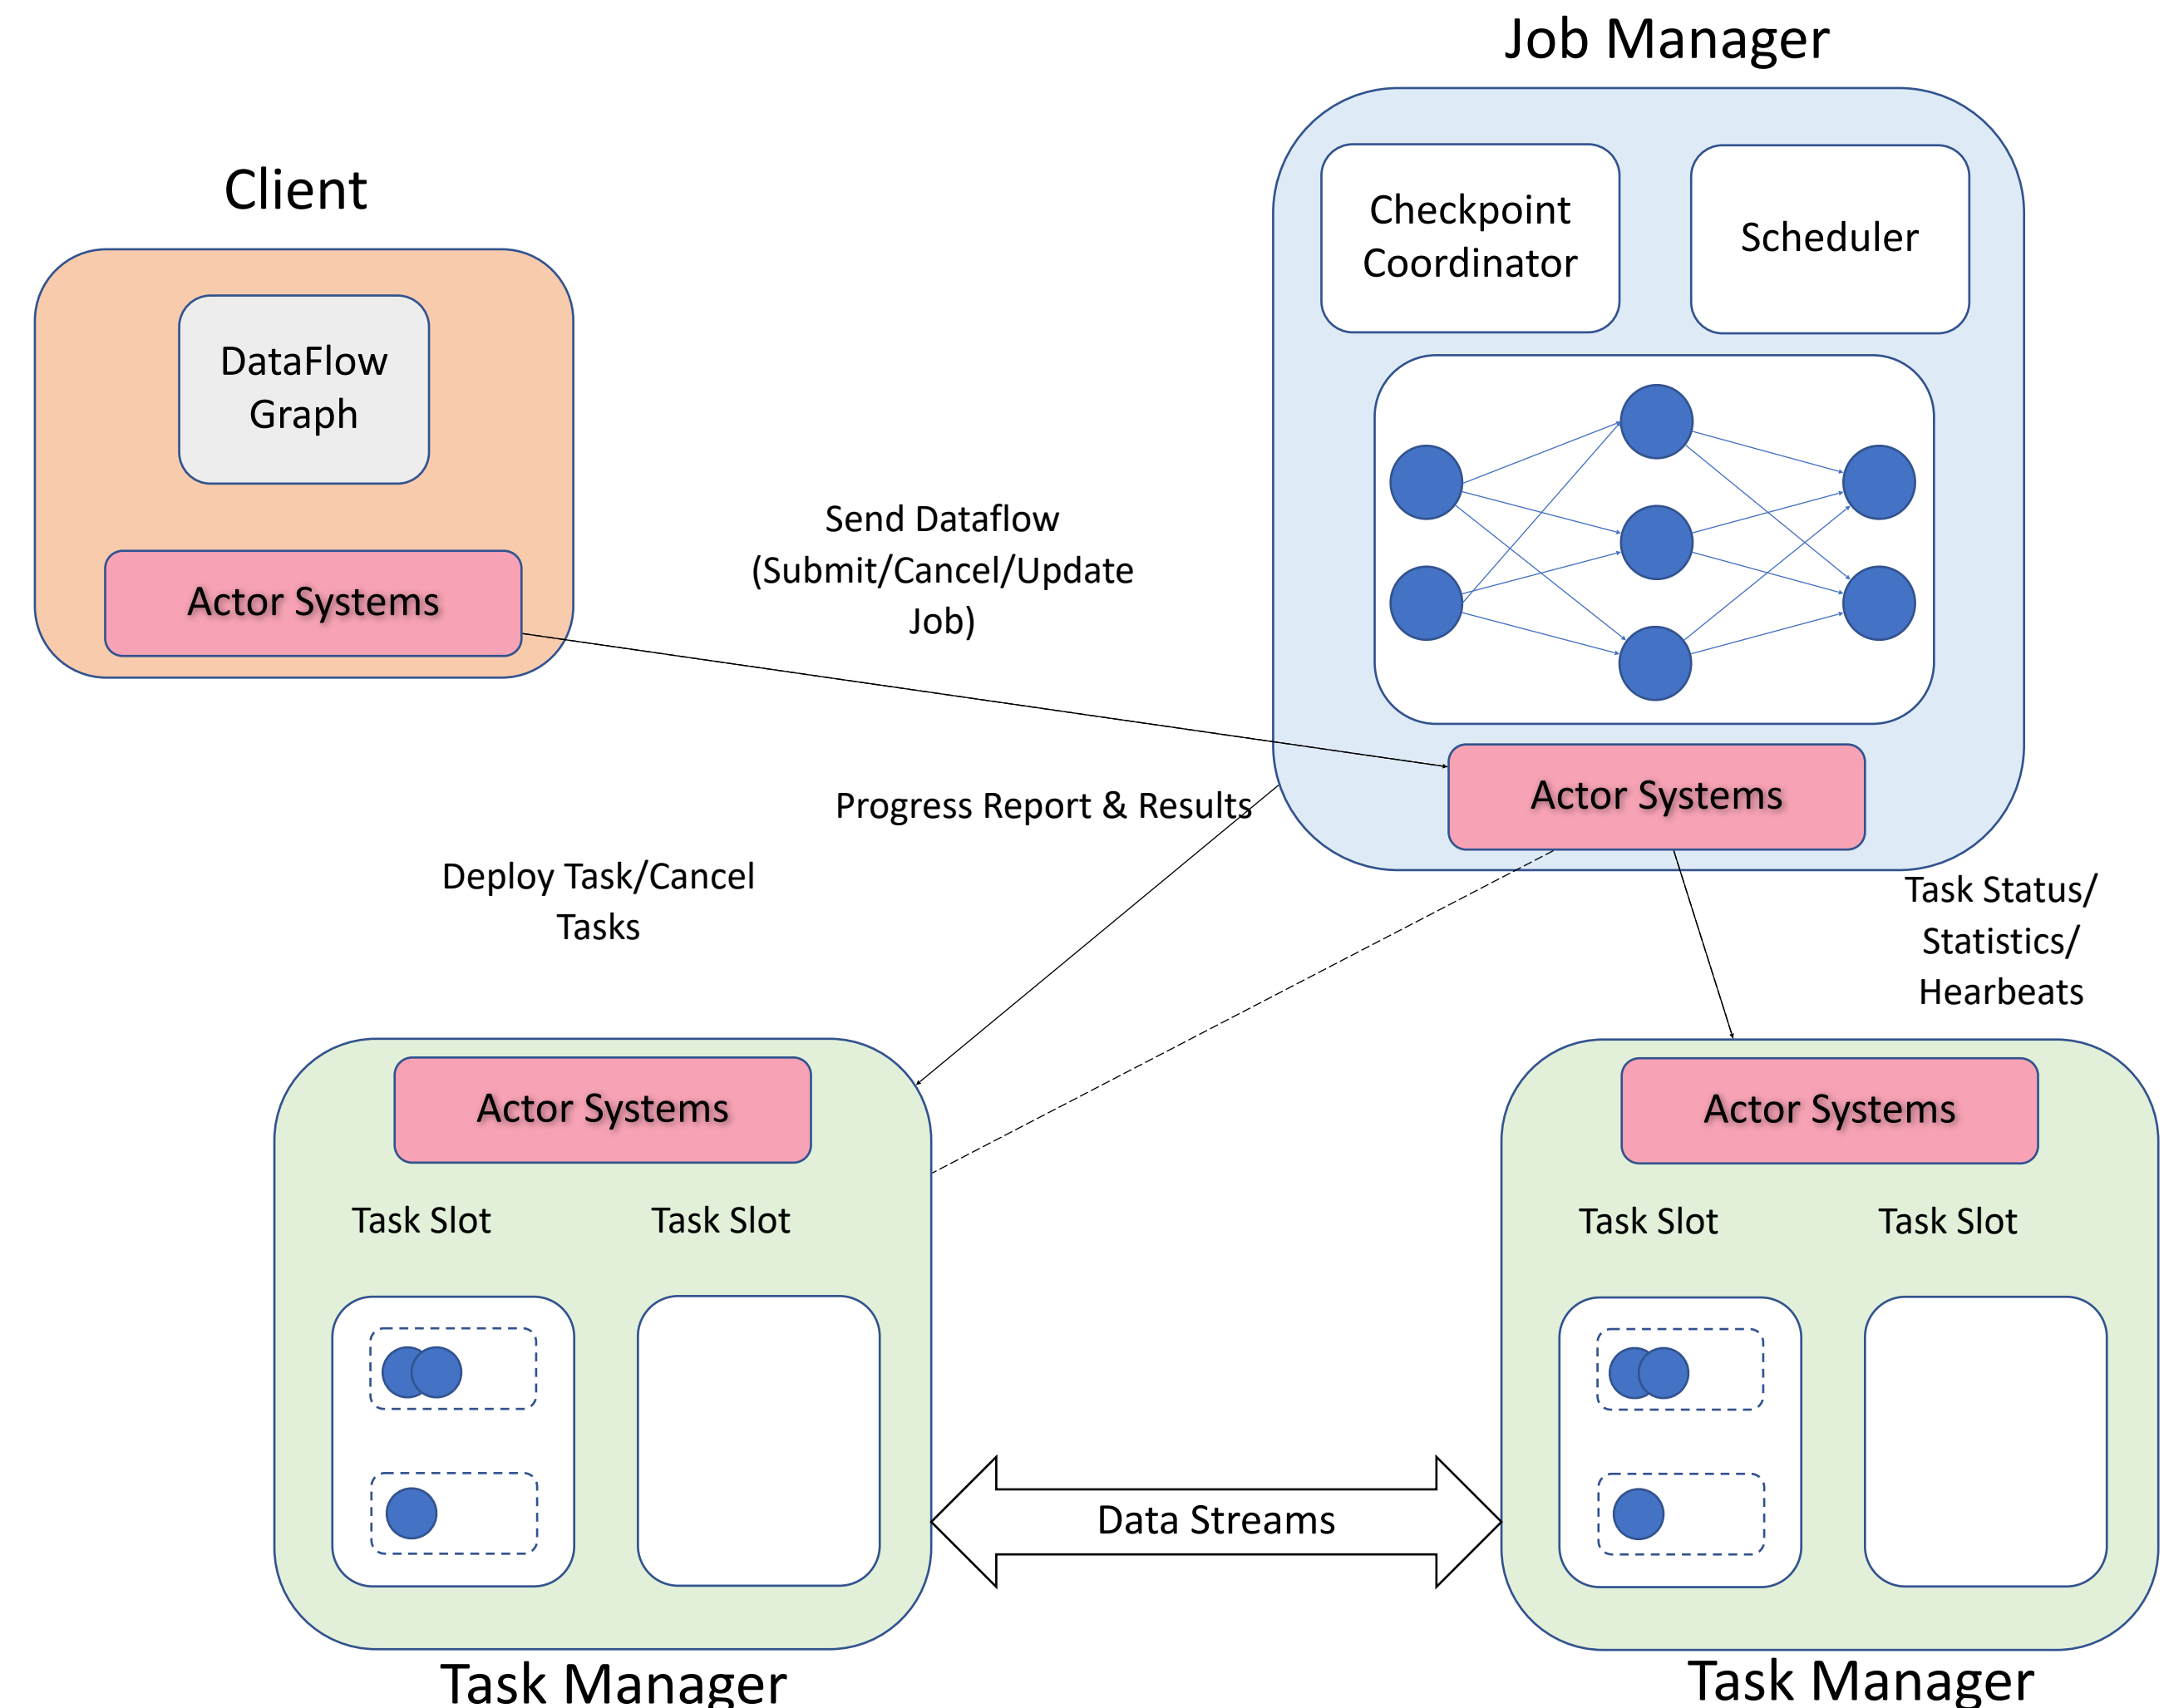 Job Manager
Client
Checkpoint
Coordinator
Scheduler
DataFlow
Graph
Actor Systems
Send Dataflow
(Submit/Cancel/Update
Job)
Actor Systems
Progress Report & Results
Deploy Task/Cancel
Tasks
Task Status/
Statistics/
Hearbeats
Actor Systems
Task Slot
Task Slot
Actor Systems
Task Slot
Task Slot
Data Streams
Task Manager
Task Manager